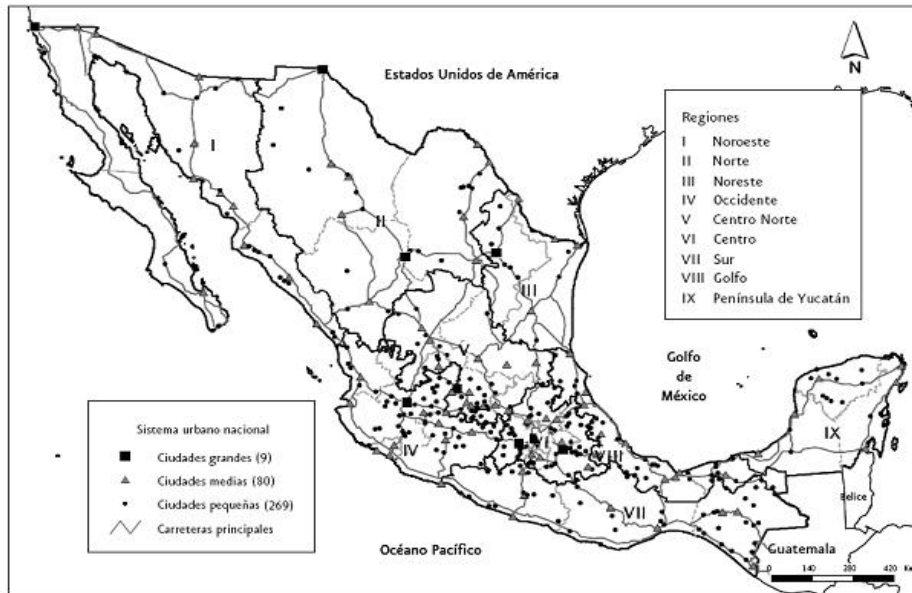 Estados Unidos de América
N
Regiones
I Noroeste
II Norte
III Noreste
IV Occidente
V Centro Norte
VI Centro
VII Sur
VIII Golfo
IX Península de Yucatán
I
II
III
V
IV
VIII
VII
IX
Golfo
de
México
Belice
Guatemala
Océano Pacífico
Sistema urbano nacional
Ciudades grandes (9)
Ciudades medias (80)
Ciudades pequeñas (269)
Carreteras principales
0 140 280 420